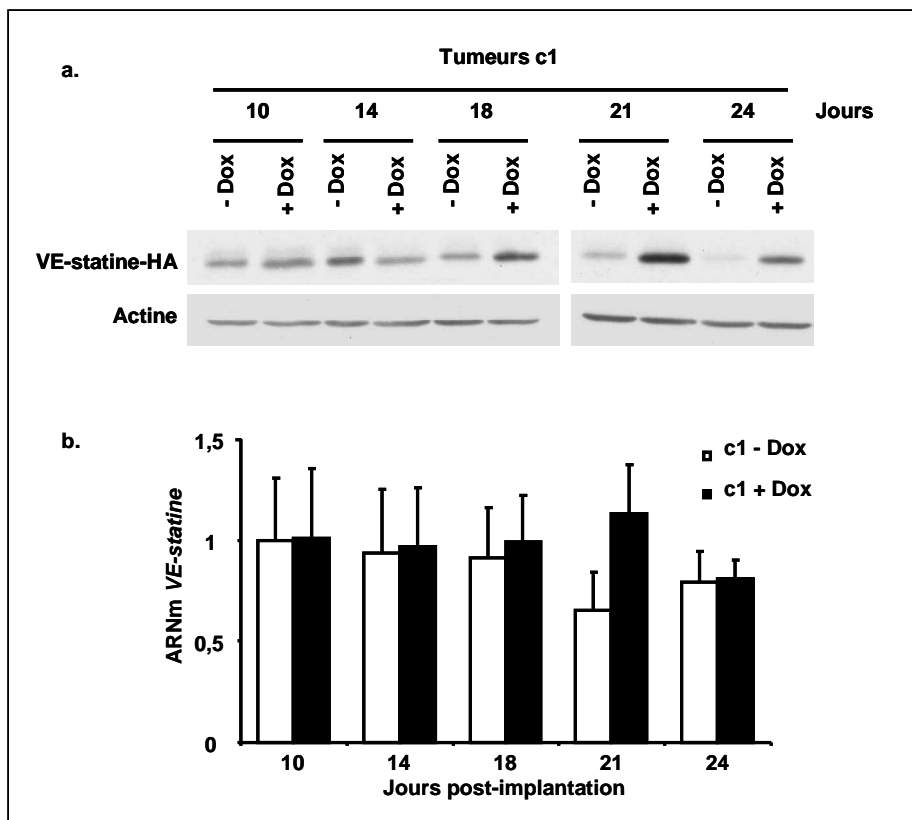 a.
Tumeurs c1
10 14 18 21 24 Jours
- Dox + Dox - Dox + Dox - Dox + Dox - Dox + Dox - Dox + Dox
VE-statine-HA
Actine
b.
1,5
1
0,5
0
ARNm VE-statine
c1 - Dox
c1 + Dox
10 14 18 21 24
Jours post-implantation